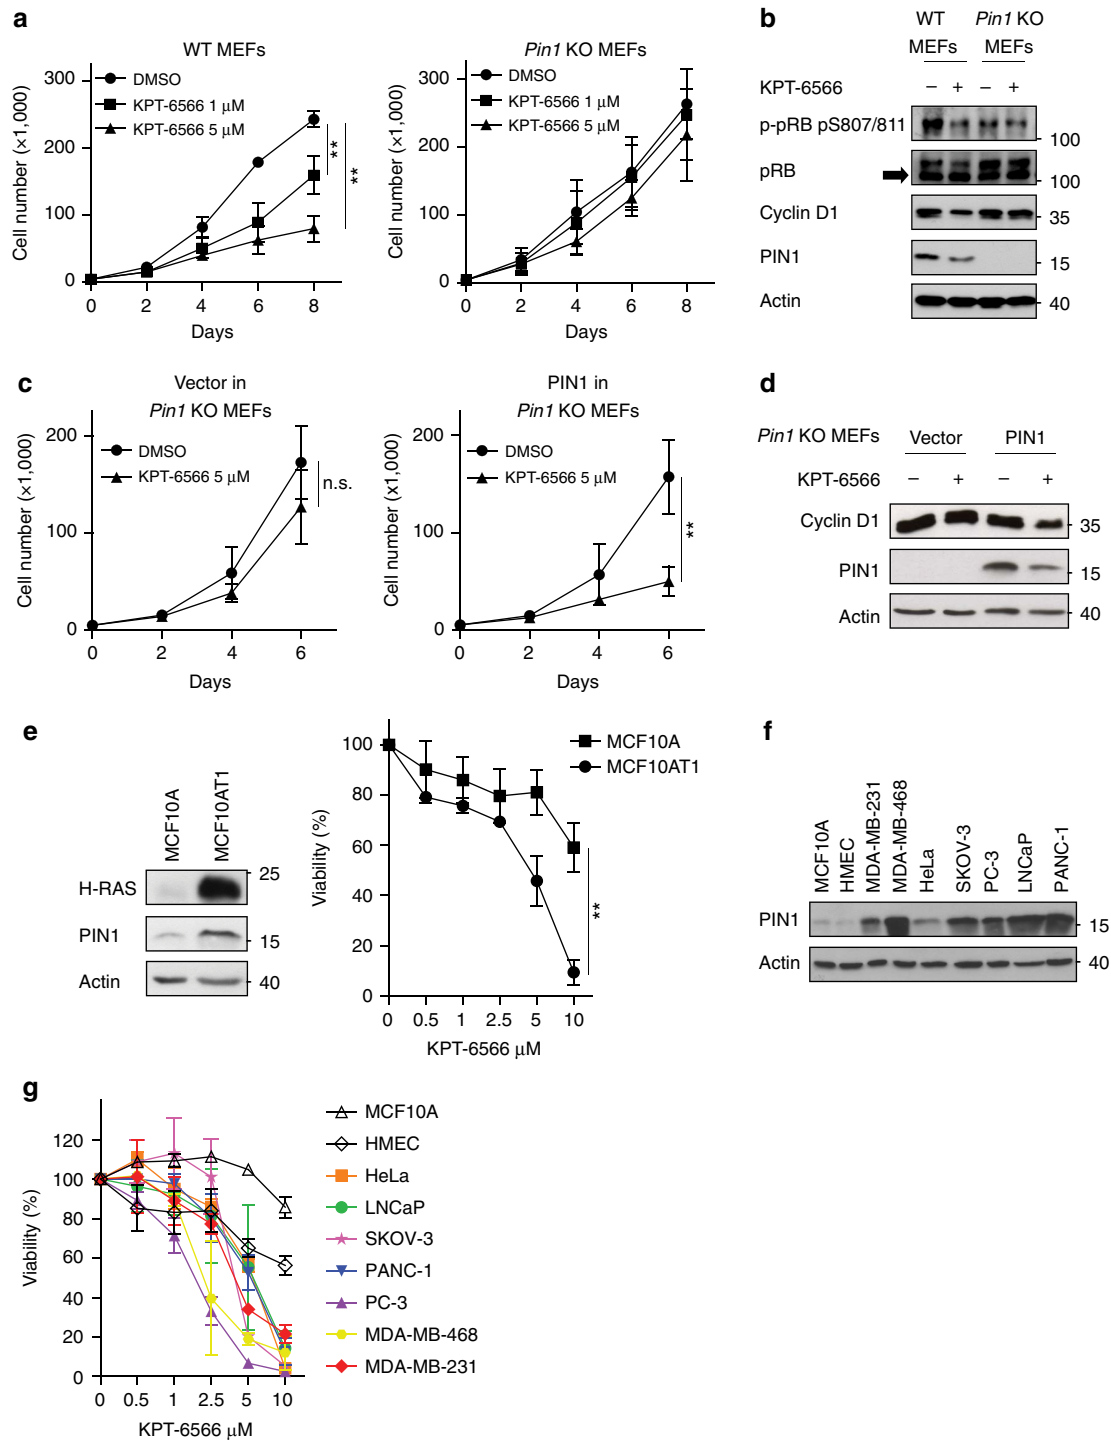 a
WT MEFs
Cell number (×1,000)
300
200
100
0
DMSO
KPT-6566 1 µM
KPT-6566 5 µM
**
**
0 2 4 6 8
Days
Pin1 KO MEFs
Cell number (×1,000)
300
200
100
0
DMSO
KPT-6566 1 µM
KPT-6566 5 µM
0 2 4 6 8
Days
b
WT MEFs
Pin1 KO MEFs
KPT-6566 – + – +
p-pRB pS807/811 100
pRB 100
Cyclin D1 35
PIN1 15
Actin 40
c
Vector in
Pin1 KO MEFs
Cell number (×1,000)
200
100
0
DMSO
KPT-6566 5 µM
n.s.
0 2 4 6
Days
PIN1 in
Pin1 KO MEFs
Cell number (×1,000)
200
100
0
DMSO
KPT-6566 5 µM
**
0 2 4 6
Days
d
Pin1 KO MEFs Vector PIN1
KPT-6566 – + – +
Cyclin D1 35
PIN1 15
Actin 40
e
MCF10A
MCF10AT1
H-RAS 25
PIN1 15
Actin 40
Viability (%)
100
80
60
40
20
0
MCF10A
MCF10AT1
**
0 0.5 1 2.5 5 10
KPT-6566 µM
f
MCF10A
HMEC
MDA-MB-231
MDA-MB-468
HeLa
SKOV-3
PC-3
LNCaP
PANC-1
PIN1 15
Actin 40
g
Viability (%)
120
100
80
60
40
20
0
0 0.5 1 2.5 5 10
KPT-6566 µM
MCF10A
HMEC
HeLa
LNCaP
SKOV-3
PANC-1
PC-3
MDA-MB-468
MDA-MB-231